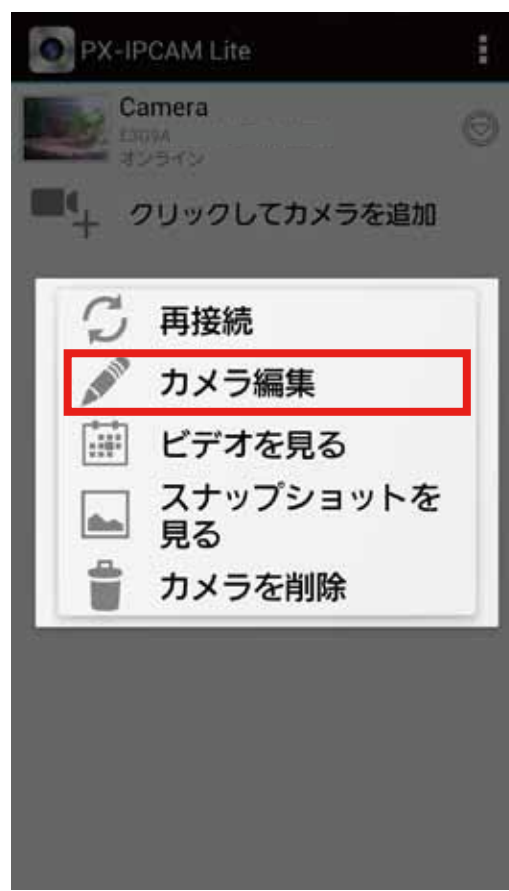 PX-IPCAM Lite
Camera
E309A
オンライン
クリックしてカメラを追加
再接続
カメラ編集
ビデオを見る
スナップショットを
見る
カメラを削除